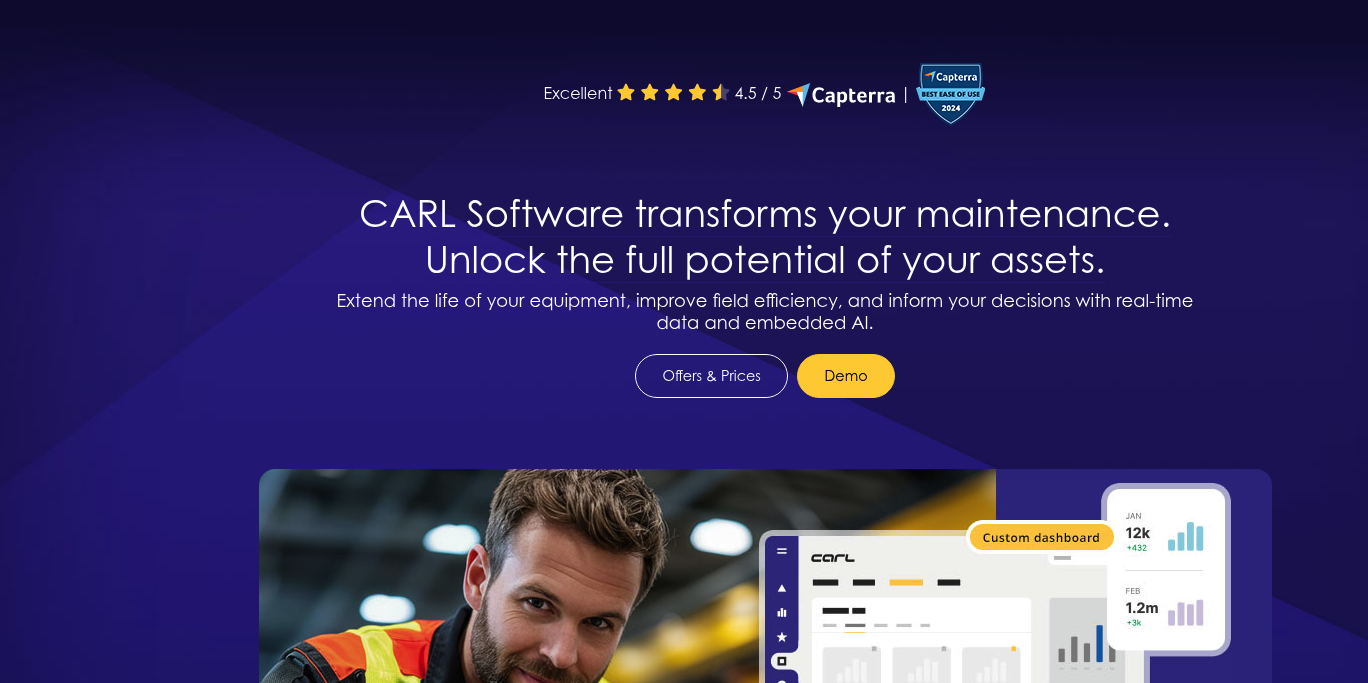 Excellent 4.5 / 5 Capterra |
Capterra
BEST EASE OF USE
2024
CARL Software transforms your maintenance.
Unlock the full potential of your assets.
Extend the life of your equipment, improve field efficiency, and inform your decisions with real-time
data and embedded AI.
Offers & Prices
Demo
Custom dashboard
carl
JAN
12k
+432
FEB
1.2m
+3k